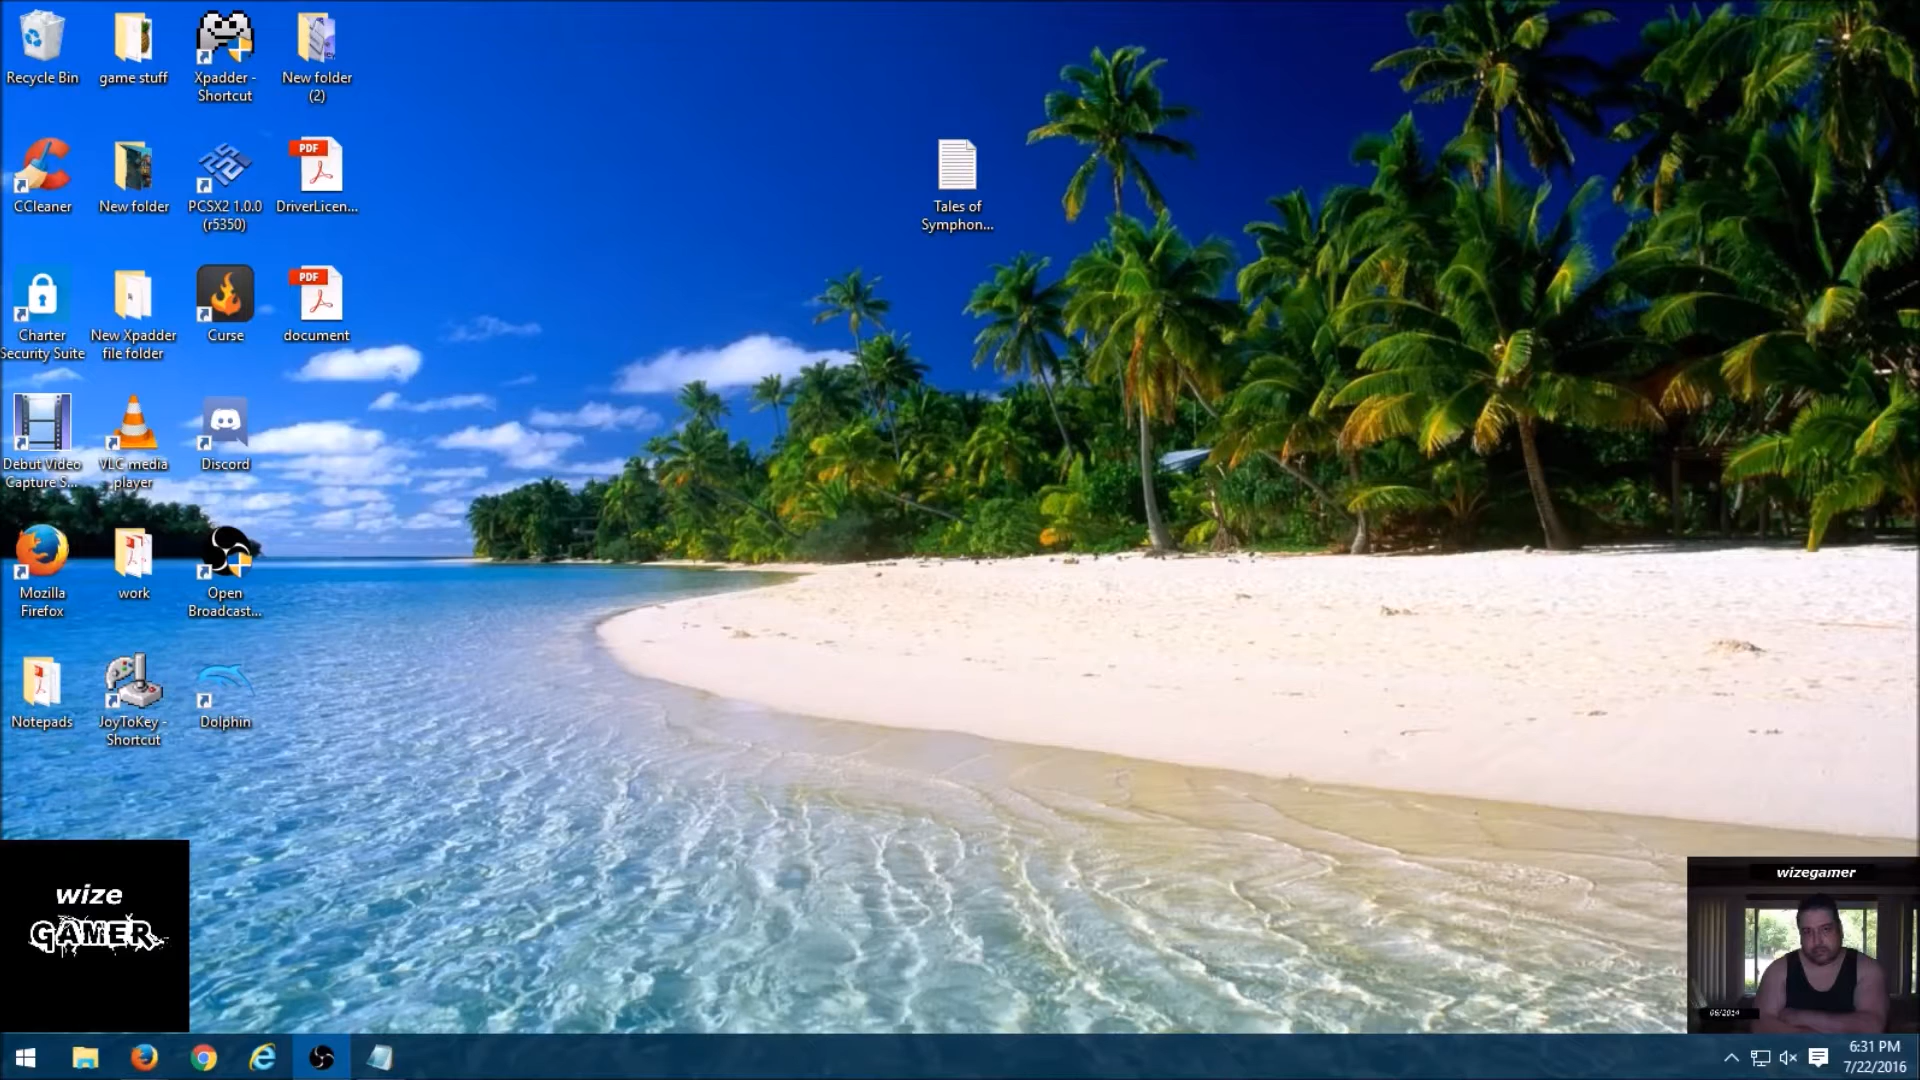 Recycle Bin
game stuff
Xpadder -
Shortcut
New folder
(2)
CCleaner
New folder
PCSX2 1.0.0
(r5350)
PDF
DriverLicen...
Tales of
Symphon...
Charter
Security Suite
New Xpadder
file folder
Curse
PDF
document
Debut Video
Capture S...
VLC media
player
Discord
Mozilla
Firefox
work
Open
Broadcast...
Notepads
JoyToKey -
Shortcut
Dolphin
wize
GAMER
wizegamer
06/2014
6:31 PM
7/22/2016